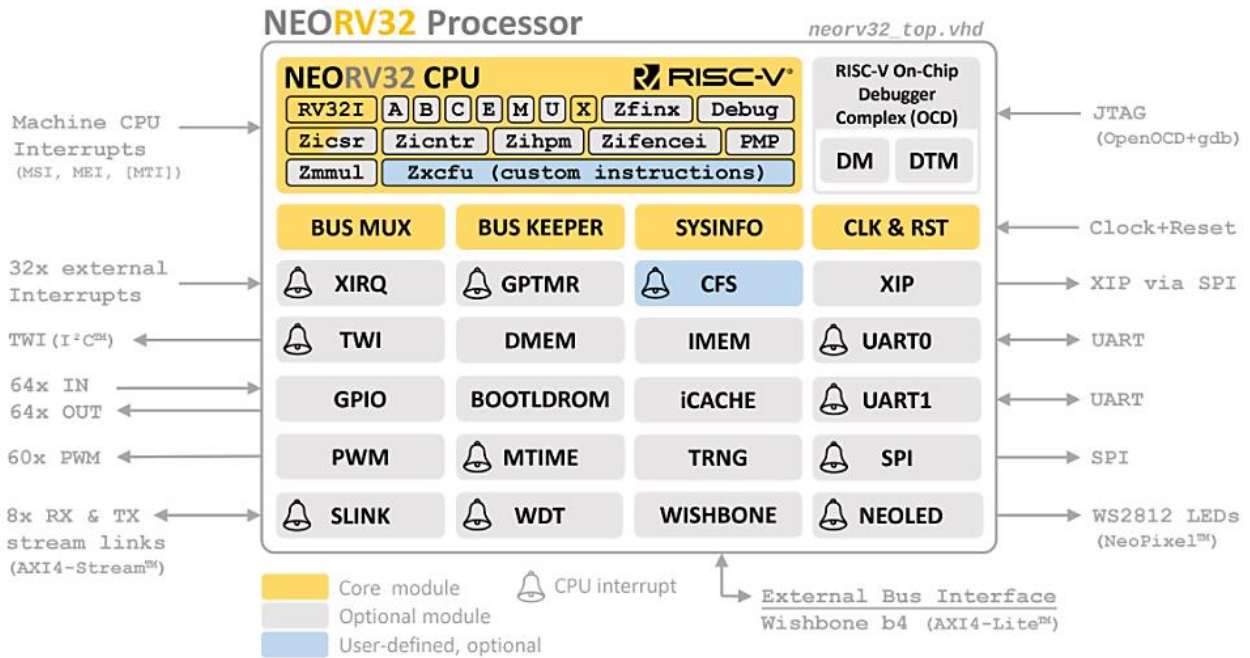 NEORV32 Processor
neorv32_top.vhd
NEORV32 CPU
RISC-V®
RV32I A B C E M U X Zfinx Debug
Zicsr Zicntr Zihpm Zifencei PMP
Zmmul Zxcfu (custom instructions)
RISC-V On-Chip
Debugger
Complex (OCD)
DM DTM
Machine CPU
Interrupts
(MSI, MEI, [MTI])
JTAG
(OpenOCD+gdb)
BUS MUX BUS KEEPER SYSINFO CLK & RST
Clock+Reset
32x external
Interrupts
XIRQ GPTMR CFS XIP
XIP via SPI
TWI(I²C™)
TWI DMEM IMEM UART0
UART
64x IN
64x OUT
GPIO BOOTLDROM iCACHE UART1
UART
60x PWM
PWM MTIME TRNG SPI
SPI
8x RX & TX
stream links
(AXI4-Stream™)
SLINK WDT WISHBONE NEOLED
WS2812 LEDs
(NeoPixel™)
Core module
CPU interrupt
Optional module
User-defined, optional
External Bus Interface
Wishbone b4 (AXI4-Lite™)